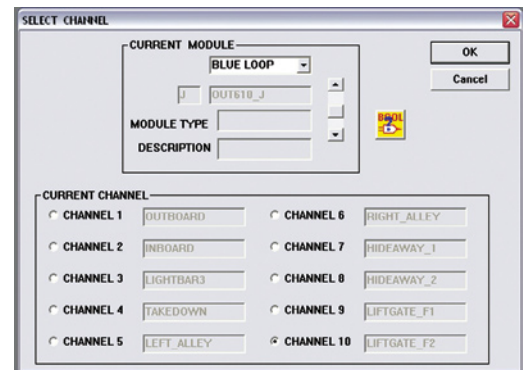 SELECT CHANNEL
CURRENT MODULE
BLUE LOOP
OK
Cancel
J OUT618_J
BOOL
MODULE TYPE
DESCRIPTION
CURRENT CHANNEL
CHANNEL 1 OUTBOARD
CHANNEL 6 RIGHT_ALLEY
CHANNEL 2 INBOARD
CHANNEL 7 HIDEAWAY_1
CHANNEL 3 LIGHTBAR3
CHANNEL 8 HIDEAWAY_2
CHANNEL 4 TAKEDOWN
CHANNEL 9 LIFTGATE_F1
CHANNEL 5 LEFT_ALLEY
CHANNEL 10 LIFTGATE_F2